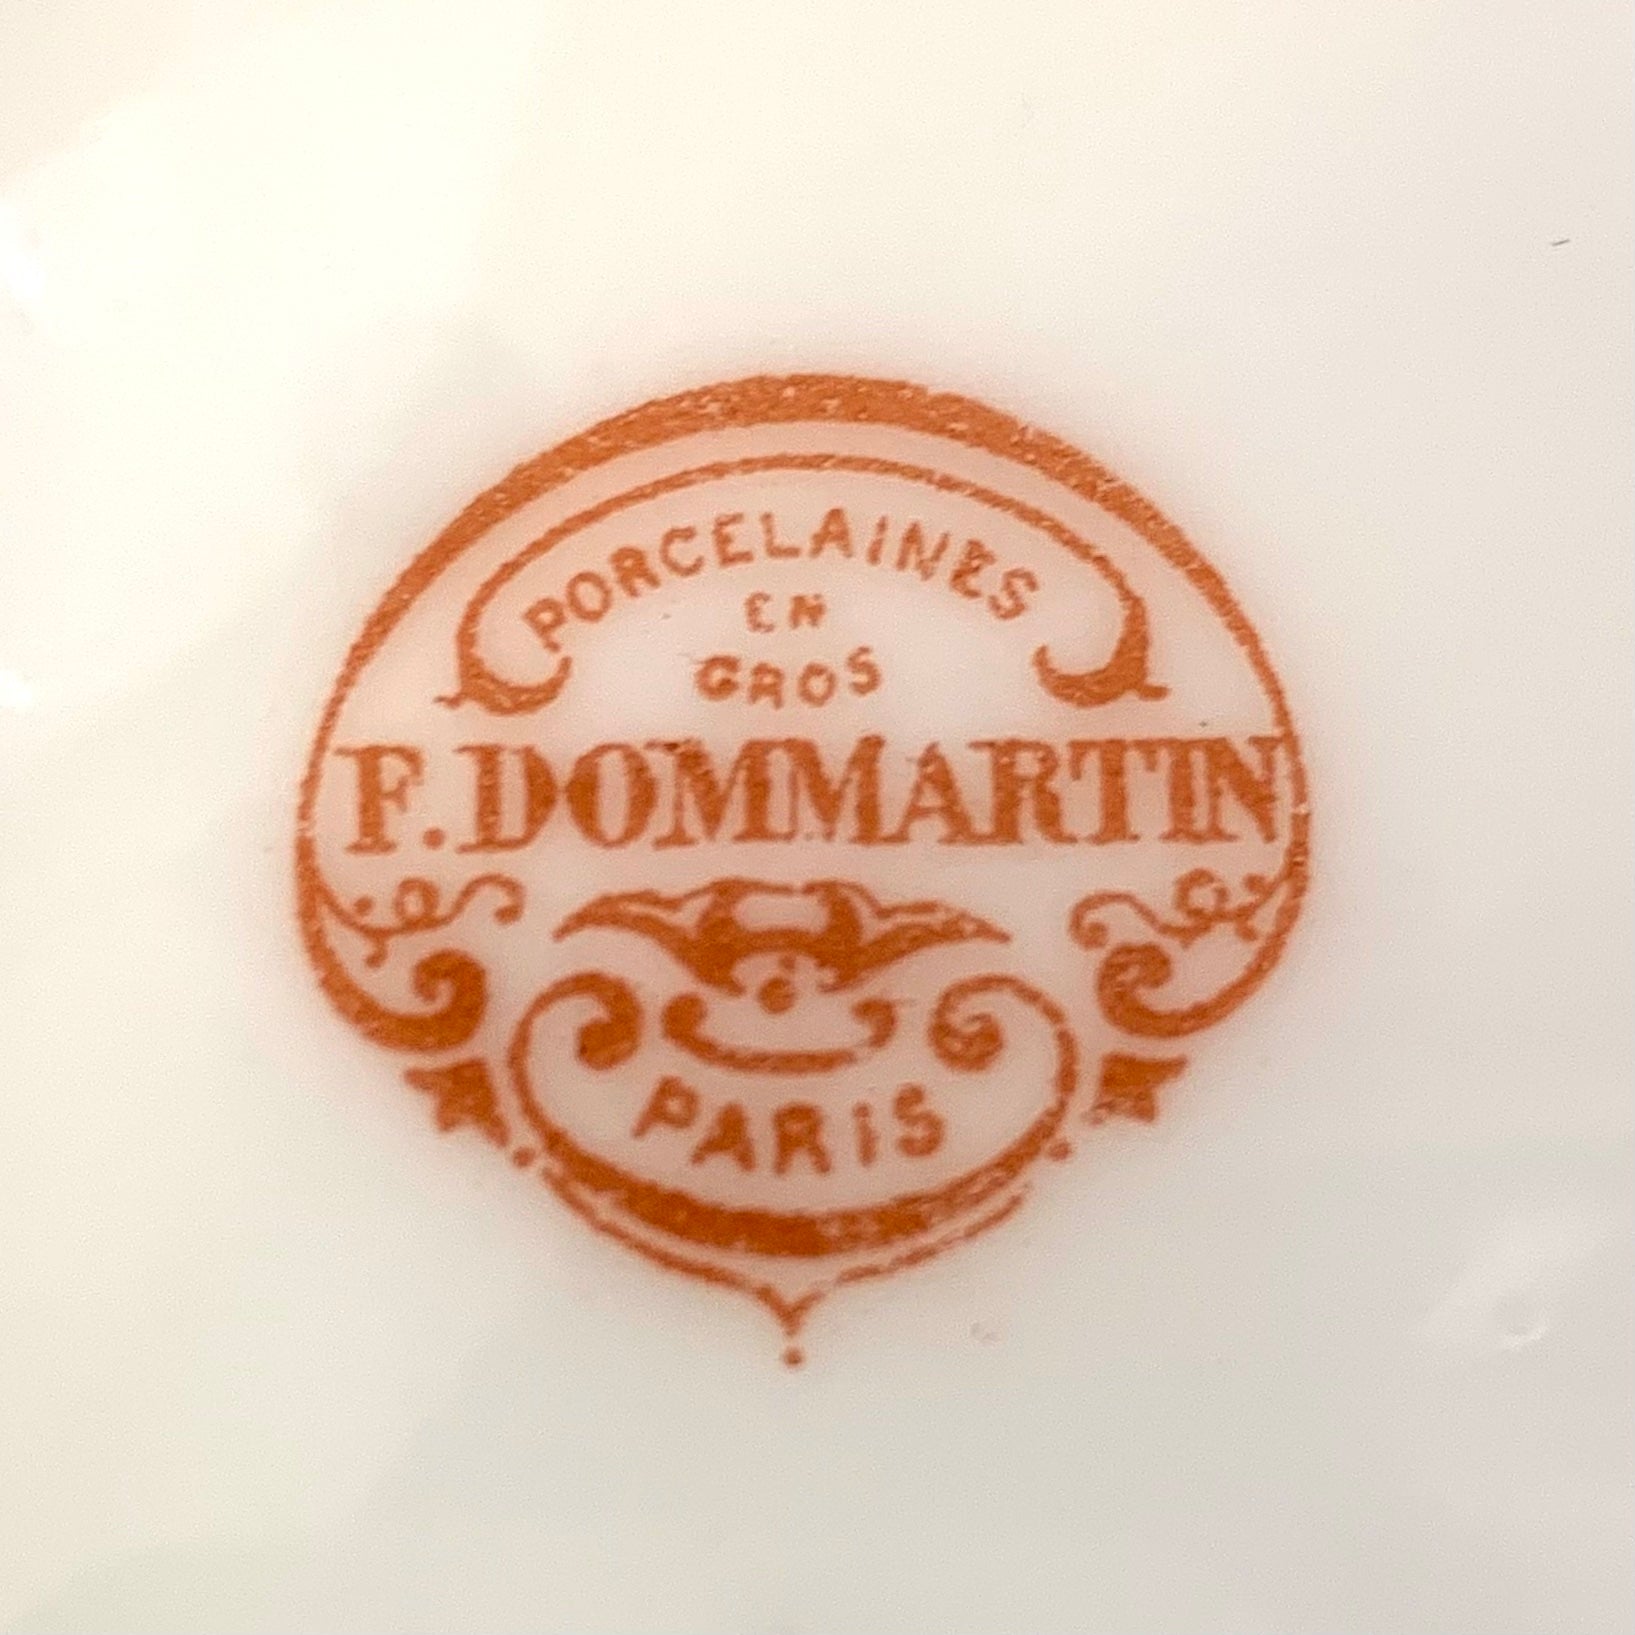 PORCELAINES
EN
GROS
F. DOMMARTIN
PARIS